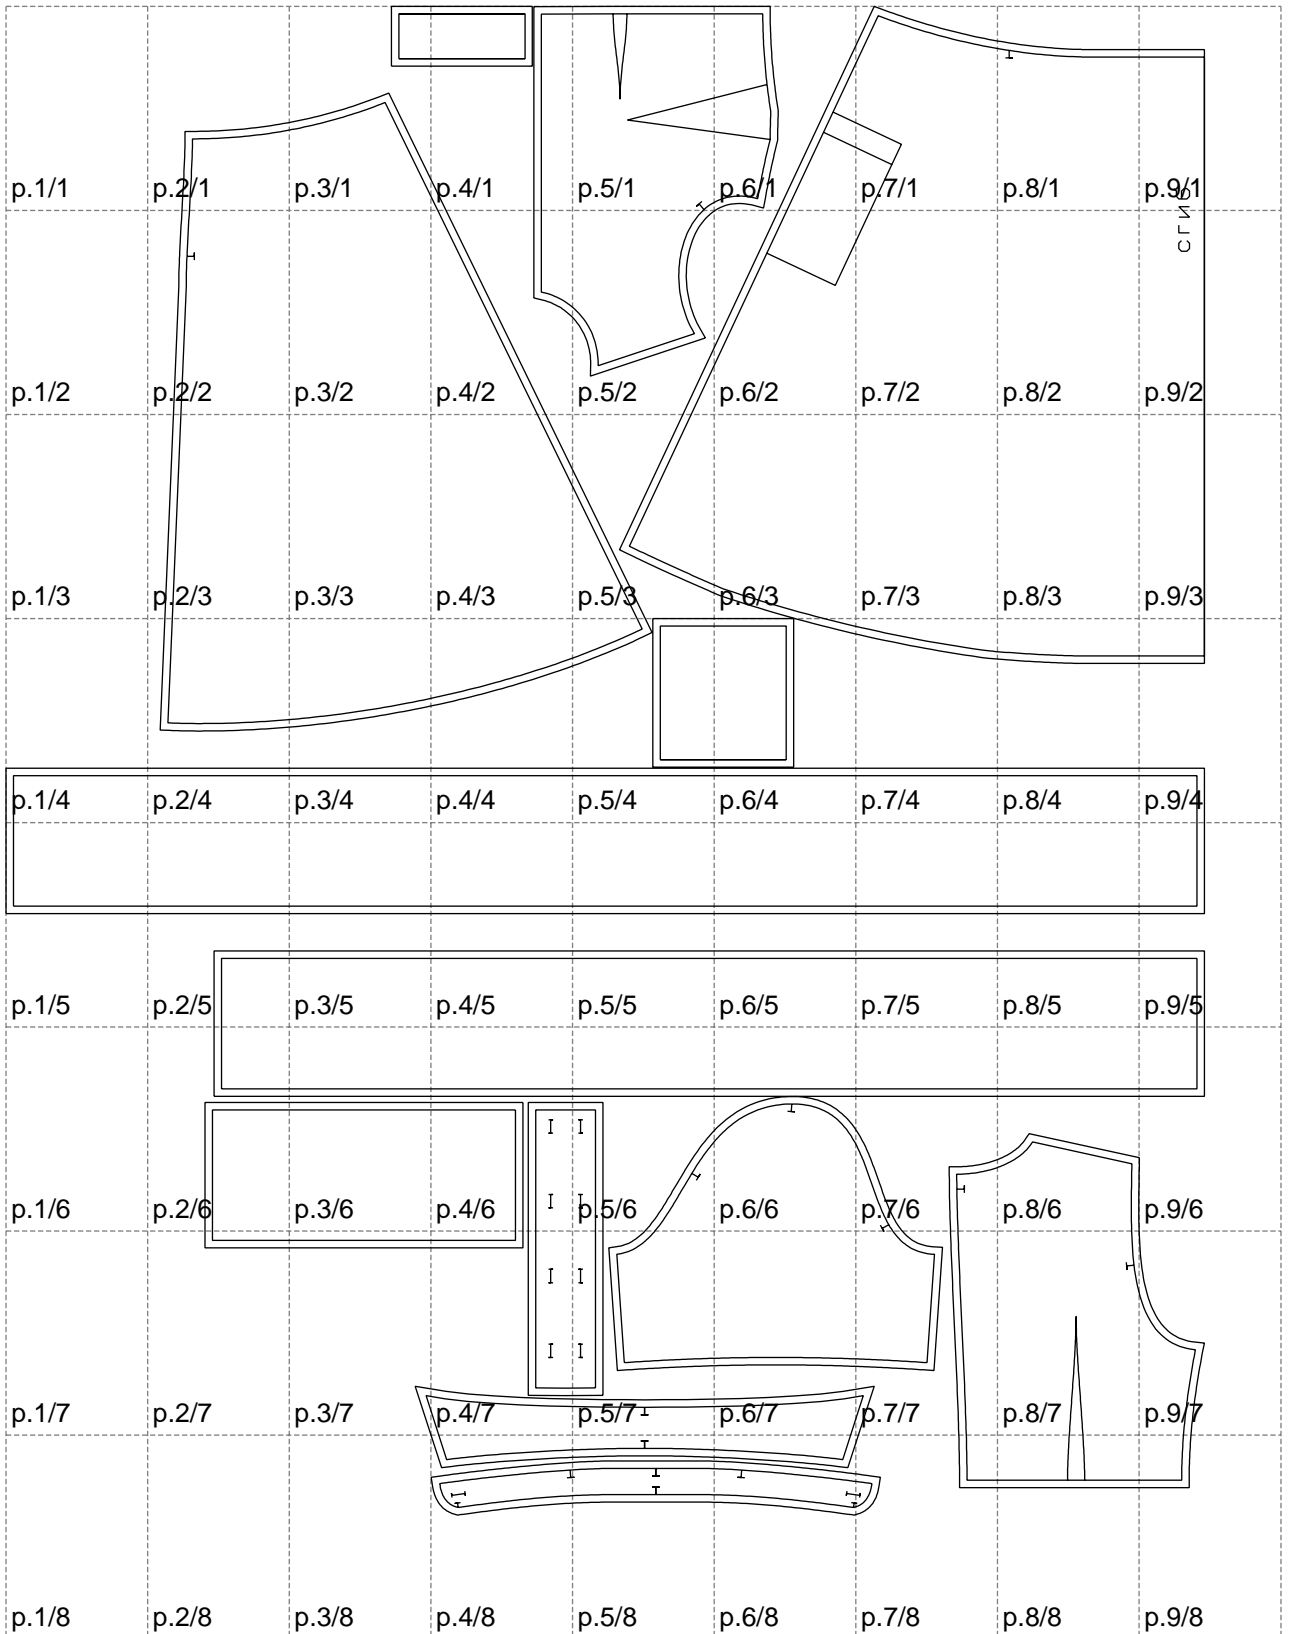 p.1/1 p.2/1 p.3/1 p.4/1 p.5/1 p.6/1 p.7/1 p.8/1 p.9/1
СГИБ
p.1/2 p.2/2 p.3/2 p.4/2 p.5/2 p.6/2 p.7/2 p.8/2 p.9/2
p.1/3 p.2/3 p.3/3 p.4/3 p.5/3 p.6/3 p.7/3 p.8/3 p.9/3
p.1/4 p.2/4 p.3/4 p.4/4 p.5/4 p.6/4 p.7/4 p.8/4 p.9/4
p.1/5 p.2/5 p.3/5 p.4/5 p.5/5 p.6/5 p.7/5 p.8/5 p.9/5
p.1/6 p.2/6 p.3/6 p.4/6 p.5/6 p.6/6 p.7/6 p.8/6 p.9/6
p.1/7 p.2/7 p.3/7 p.4/7 p.5/7 p.6/7 p.7/7 p.8/7 p.9/7
p.1/8 p.2/8 p.3/8 p.4/8 p.5/8 p.6/8 p.7/8 p.8/8 p.9/8